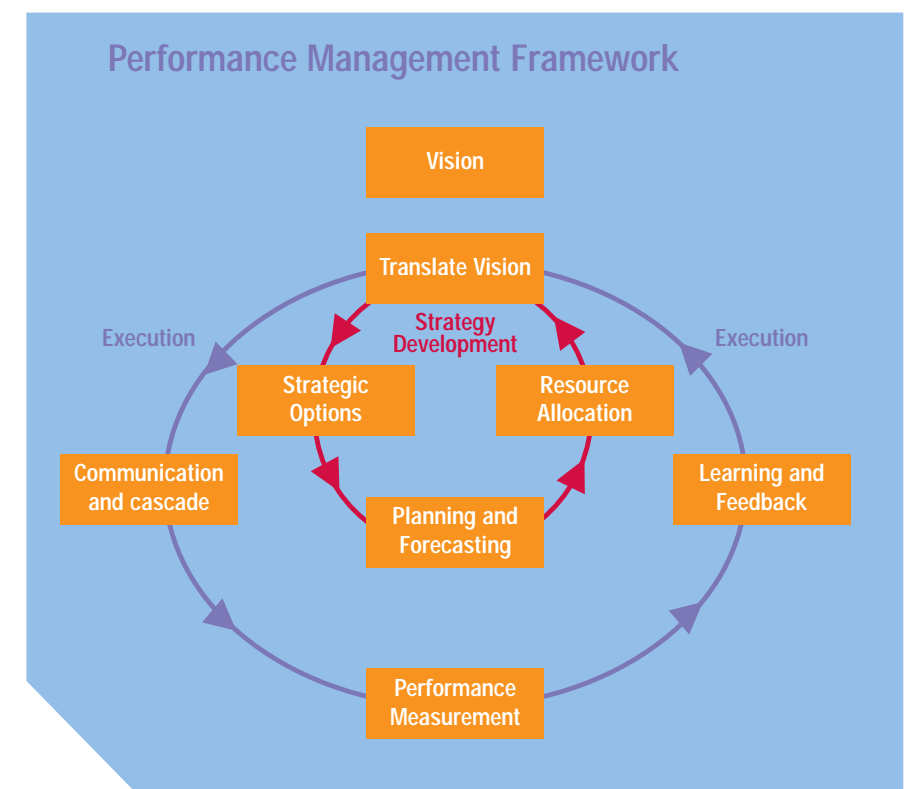 Performance Management Framework
Vision
Translate Vision
Strategy
Development
Execution
Execution
Strategic
Options
Resource
Allocation
Communication
and cascade
Learning and
Feedback
Planning and
Forecasting
Performance
Measurement